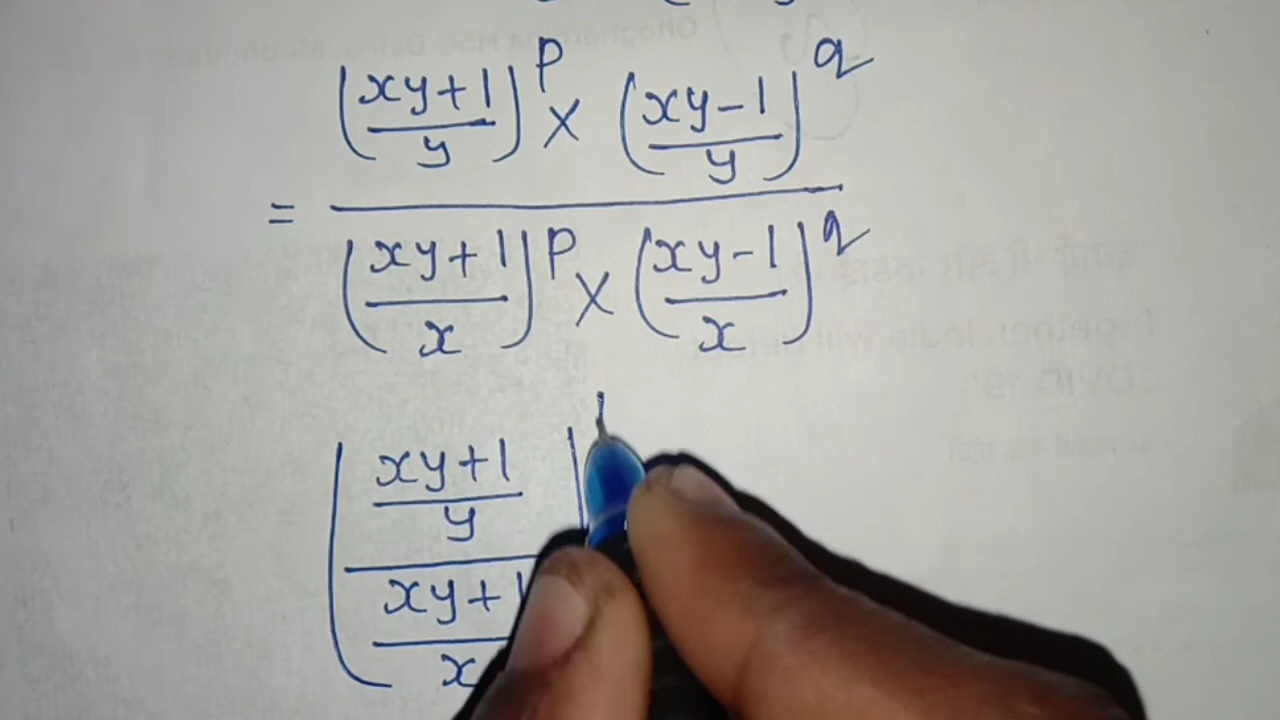 (xy+1/y)^p × (xy-1/y)^q
=
(xy+1/x)^p × (xy-1/x)^q
xy+1
y
xy+1
x